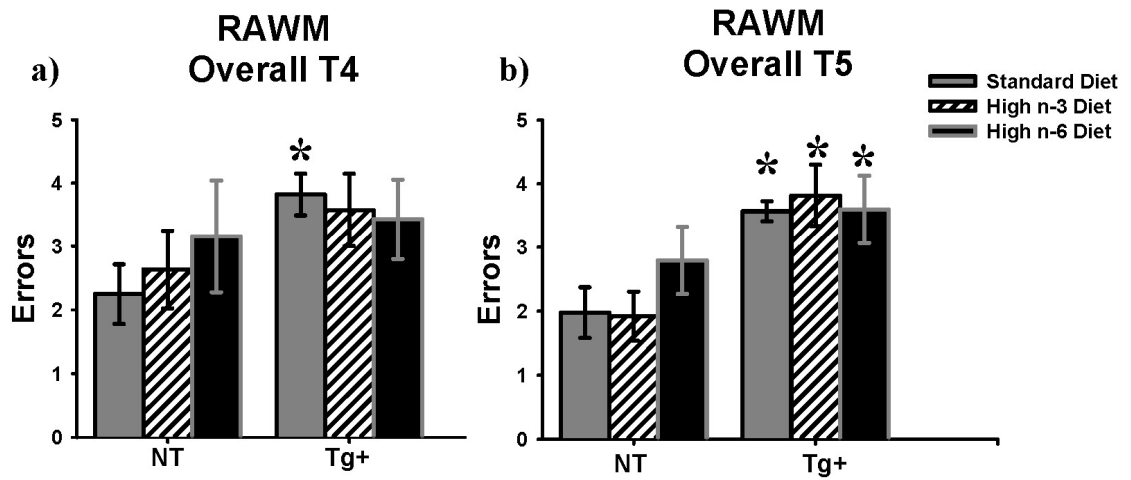 RAWM
Overall T4
a)
Errors
5
4
3
2
1
0
*
NT
Tg+
RAWM
Overall T5
b)
Errors
5
4
3
2
1
0
* * *
NT
Tg+
Standard Diet
High n-3 Diet
High n-6 Diet